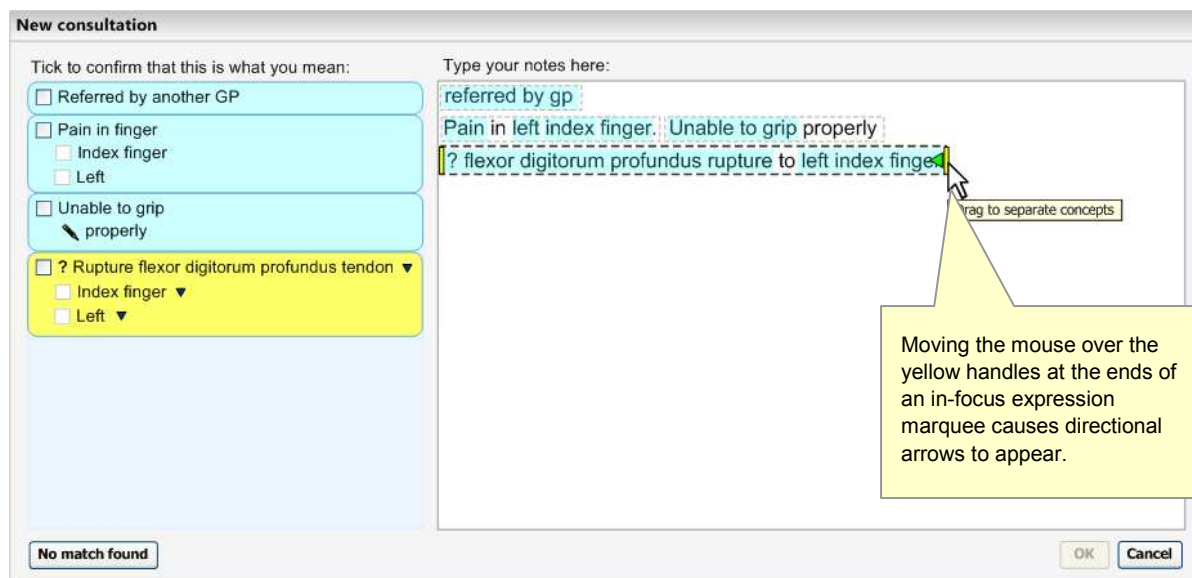 New consultation
Tick to confirm that this is what you mean:
Referred by another GP
Pain in finger
Index finger
Left
Unable to grip
properly
? Rupture flexor digitorum profundus tendon
Index finger
Left
No match found
Type your notes here:
referred by gp
Pain in left index finger. Unable to grip properly
? flexor digitorum profundus rupture to left index finger
to separate concepts
Moving the mouse over the
yellow handles at the ends of
an in-focus expression
marquee causes directional
arrows to appear.
OK
Cancel